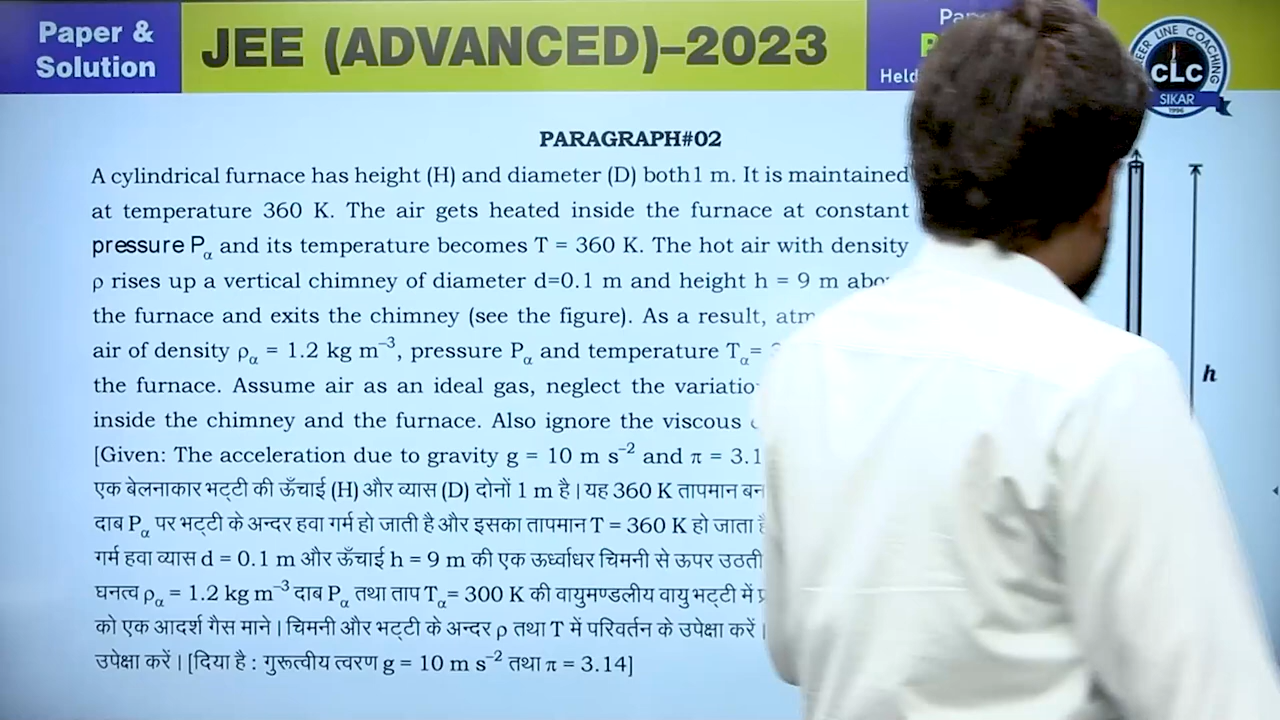 Paper &
Solution
JEE (ADVANCED)–2023
Held
CAREER LINE COACHING
CLC
SIKAR
1996
PARAGRAPH#02
A cylindrical furnace has height (H) and diameter (D) both1 m. It is maintained
at temperature 360 K. The air gets heated inside the furnace at constant
pressure Pα and its temperature becomes T = 360 K. The hot air with density
ρ rises up a vertical chimney of diameter d=0.1 m and height h = 9 m
the furnace and exits the chimney (see the figure). As a result,
air of density ρα = 1.2 kg m⁻³, pressure Pα and temperature Tα=
the furnace. Assume air as an ideal gas, neglect the
inside the chimney and the furnace. Also ignore the viscous
[Given: The acceleration due to gravity g = 10 m s⁻² and π = 3.1
एक बेलनाकार भट्टी की ऊँचाई (H) और व्यास (D) दोनों 1 m है। यह 360 K तापमान
दाब Pα पर भट्टी के अन्दर हवा गर्म हो जाती है और इसका तापमान T = 360 K हो जाता
गर्म हवा व्यास d = 0.1 m और ऊँचाई h = 9 m की एक ऊर्ध्वाधर चिमनी से ऊपर उठती
घनत्व ρα = 1.2 kg m⁻³ दाब Pα तथा ताप Tα= 300 K की वायुमण्डलीय वायु भट्टी में
को एक आदर्श गैस माने। चिमनी और भट्टी के अन्दर ρ तथा T में परिवर्तन के उपेक्षा करें।
उपेक्षा करें। [दिया है : गुरूत्वीय त्वरण g = 10 m s⁻² तथा π = 3.14]
h